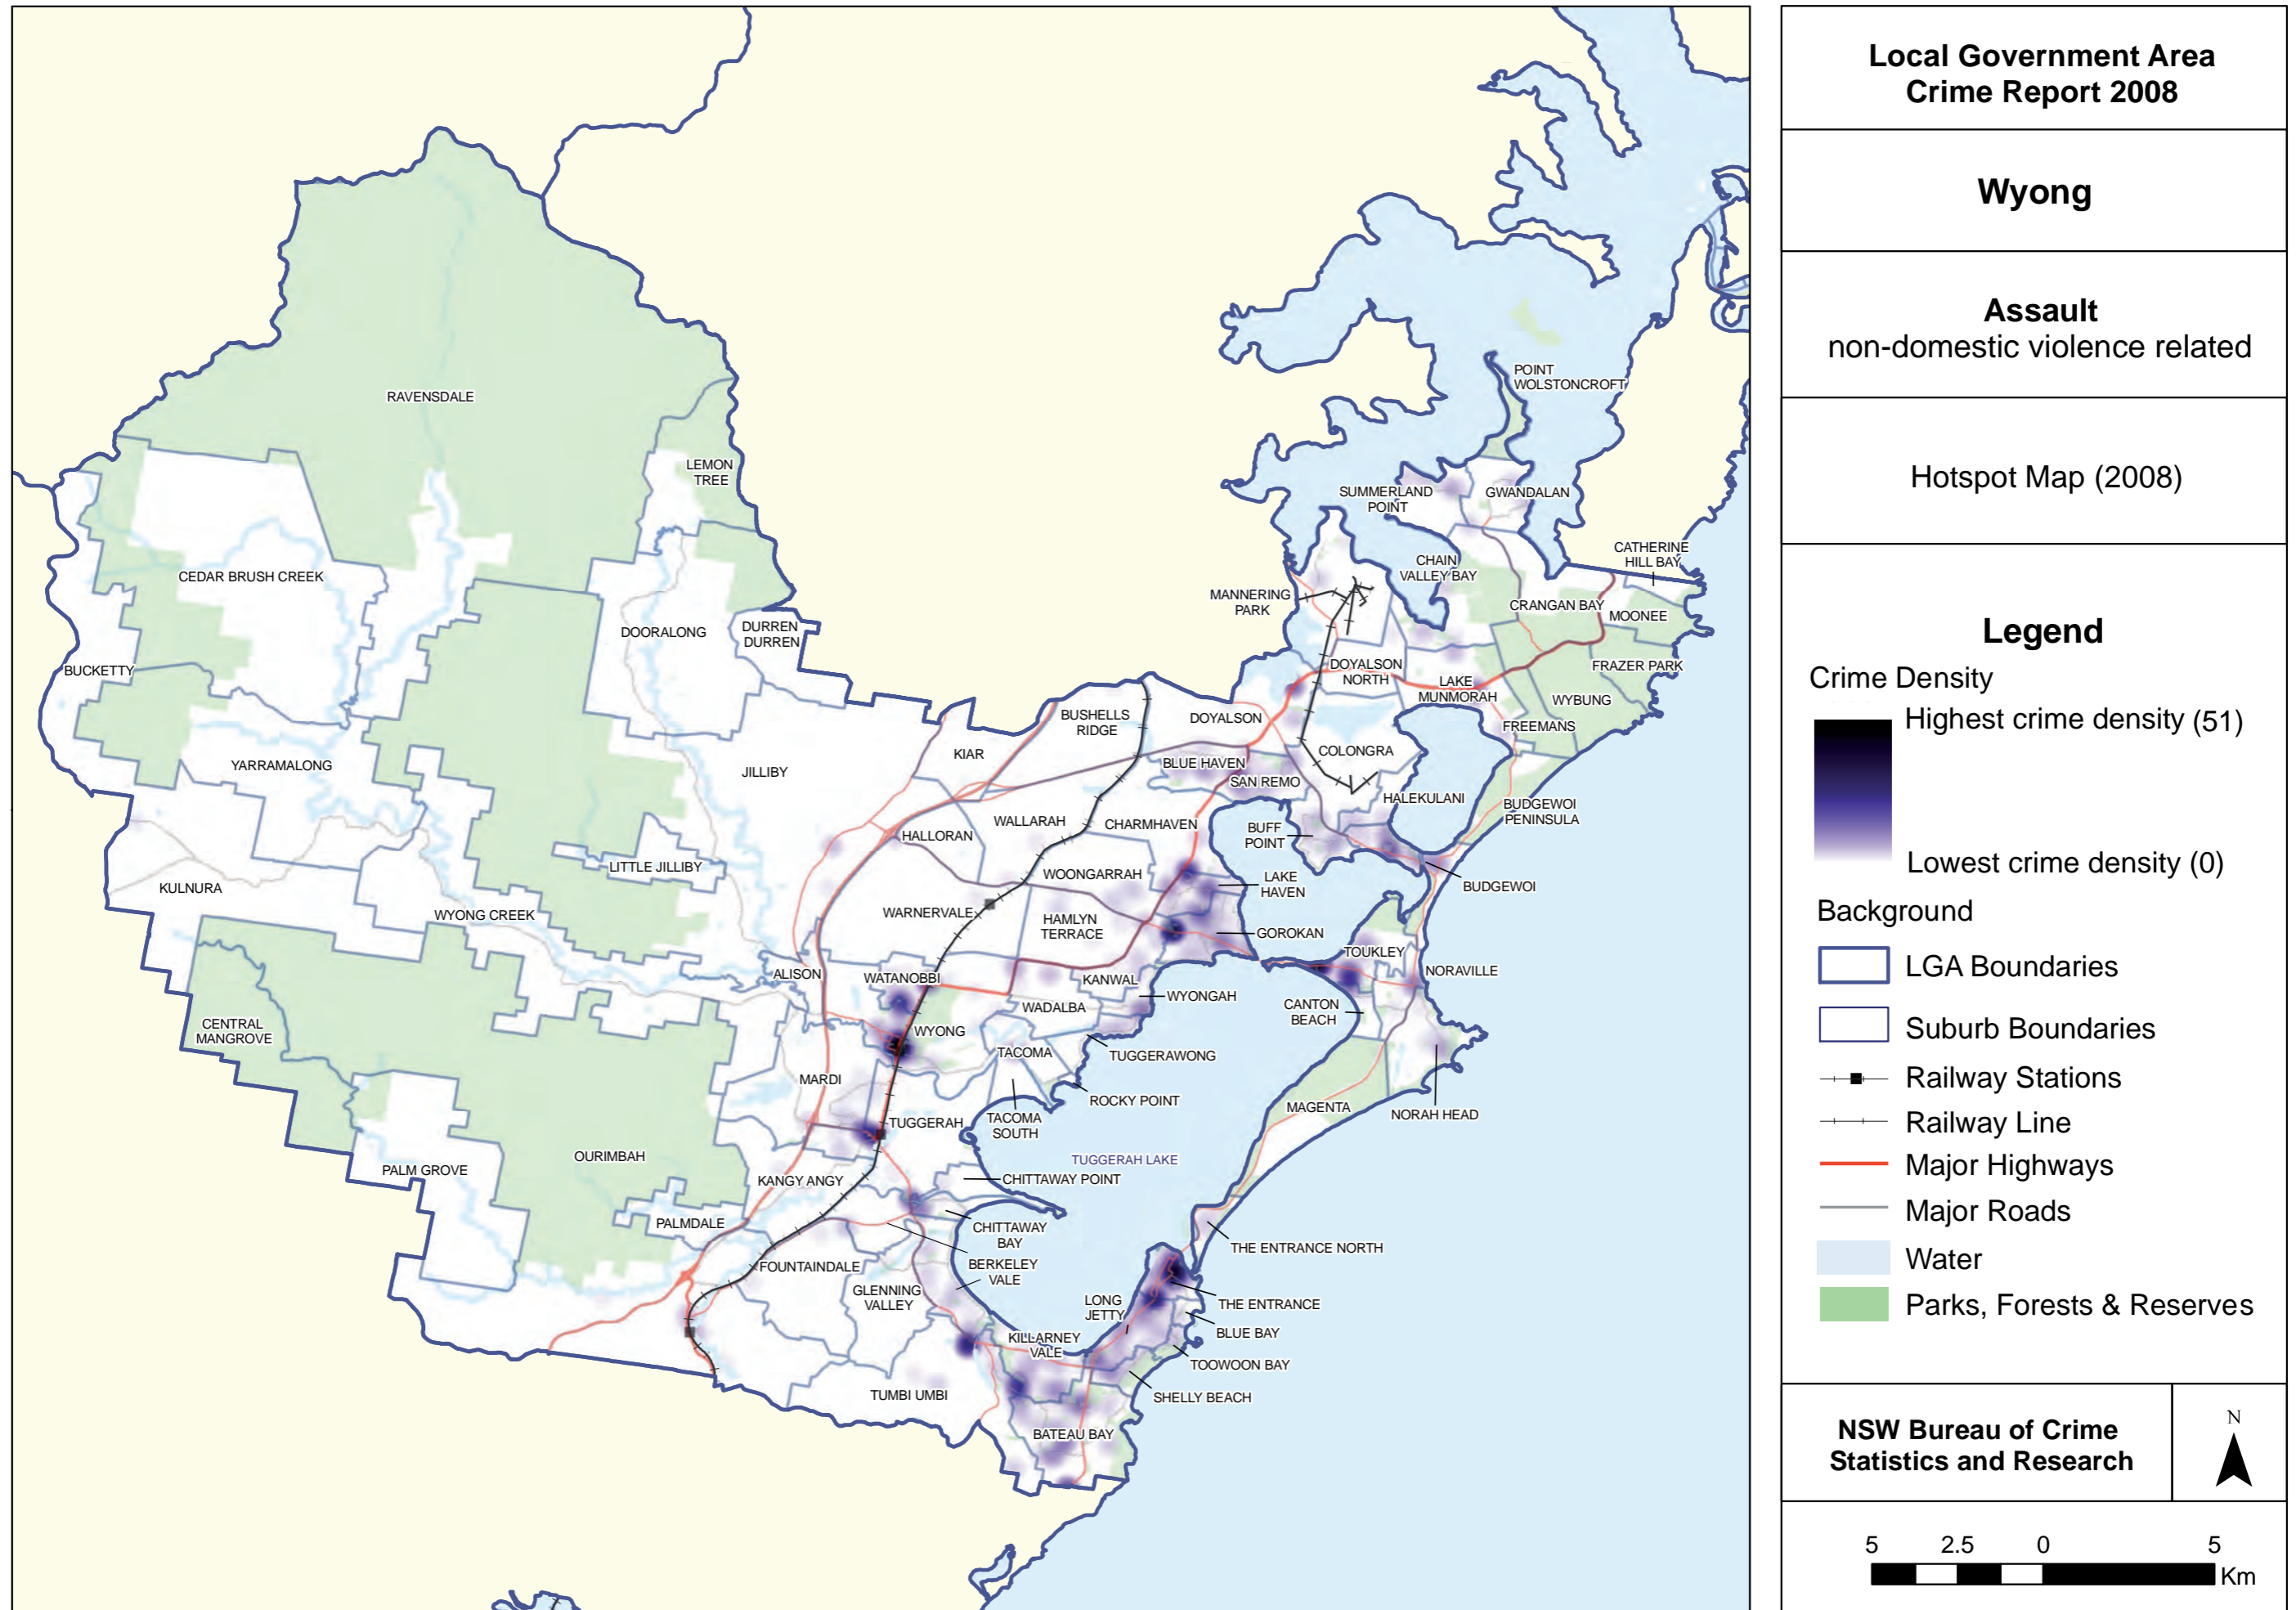 Local Government Area
Crime Report 2008
Wyong
Assault
non-domestic violence related
Hotspot Map (2008)
Legend
Crime Density
Highest crime density (51)
Lowest crime density (0)
Background
LGA Boundaries
Suburb Boundaries
Railway Stations
Railway Line
Major Highways
Major Roads
Water
Parks, Forests & Reserves
NSW Bureau of Crime
Statistics and Research
N
5 2.5 0 5
Km
POINT
WOLSTONCROFT
RAVENSDALE
LEMON
TREE
SUMMERLAND
POINT
GWANDALAN
CATHERINE
HILL BAY
CHAIN
VALLEY BAY
CEDAR BRUSH CREEK
MANNERING
PARK
CRANGAN BAY
MOONEE
DOORALONG
DURREN
DURREN
BUCKETTY
DOYALSON
NORTH
FRAZER PARK
LAKE
MUNMORAH
WYBUNG
BUSHELLS
RIDGE
DOYALSON
FREEMANS
KIAR
COLONGRA
YARRAMALONG
JILLIBY
BLUE HAVEN
SAN REMO
HALEKULANI
BUDGEWOI
PENINSULA
WALLARAH
CHARMHAVEN
HALLORAN
BUFF
POINT
LITTLE JILLIBY
WOONGARRAH
LAKE
HAVEN
BUDGEWOI
KULNURA
WYONG CREEK
WARNERVALE
HAMLYN
TERRACE
GOROKAN
TOUKLEY
ALISON
WATANOBBI
KANWAL
NORAVILLE
WYONGAH
WADALBA
CANTON
BEACH
CENTRAL
MANGROVE
WYONG
TACOMA
TUGGERAWONG
MARDI
ROCKY POINT
MAGENTA
NORAH HEAD
TUGGERAH
TACOMA
SOUTH
OURIMBAH
TUGGERAH LAKE
PALM GROVE
KANGY ANGY
CHITTAWAY POINT
PALMDALE
CHITTAWAY
BAY
THE ENTRANCE NORTH
FOUNTAINDALE
BERKELEY
VALE
GLENNING
VALLEY
LONG
JETTY
THE ENTRANCE
BLUE BAY
KILLARNEY
VALE
TOOWOON BAY
TUMBI UMBI
SHELLY BEACH
BATEAU BAY